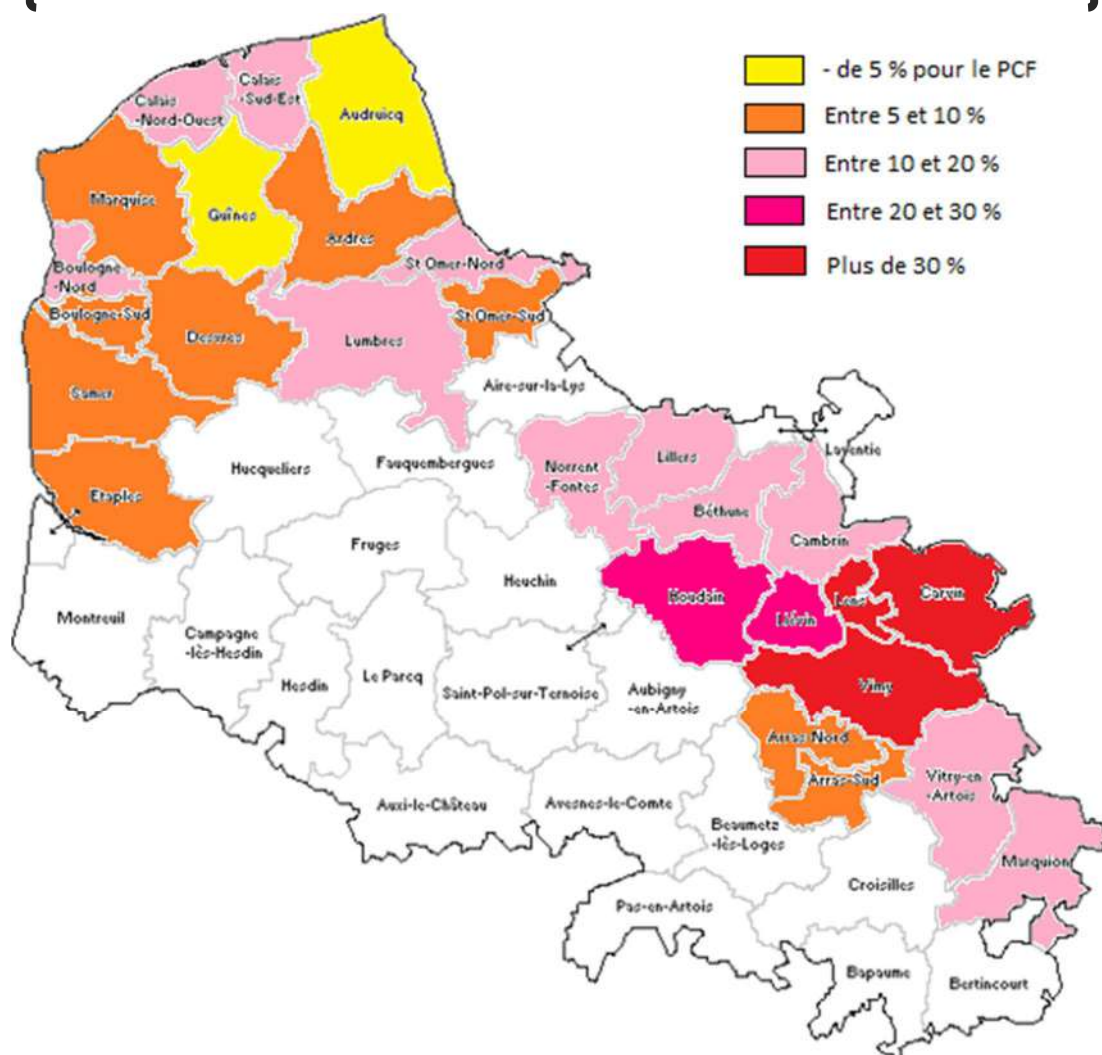 - de 5 % pour le PCF
Entre 5 et 10 %
Entre 10 et 20 %
Entre 20 et 30 %
Plus de 30 %
Calais
-Nord-Ouest
Calais
-Sud-Est
Audruicq
Marquise
Guînes
Ardres
Boulogne
-Nord
St Omer-Nord
Boulogne-Sud
Desvres
Lumbres
St Omer-Sud
Samer
Aire-sur-la-Lys
Hucqueliers
Fauquembergues
Norrent
-Fontes
Lillers
Laventie
Etaples
Béthune
Cambrin
Fruges
Heuchin
Houdain
Liévin
Lens
Carvin
Montreuil
Campagne
-lès-Hesdin
Hesdin
Le Parcq
Saint-Pol-sur-Ternoise
Aubigny
-en-Artois
Vimy
Arras-Nord
Arras-Sud
Vitry-en
-Artois
Auxi-le-Château
Avesnes-le-Comte
Beaumetz
-lès-Loges
Marquion
Croisilles
Pas-en-Artois
Bapaume
Bertincourt